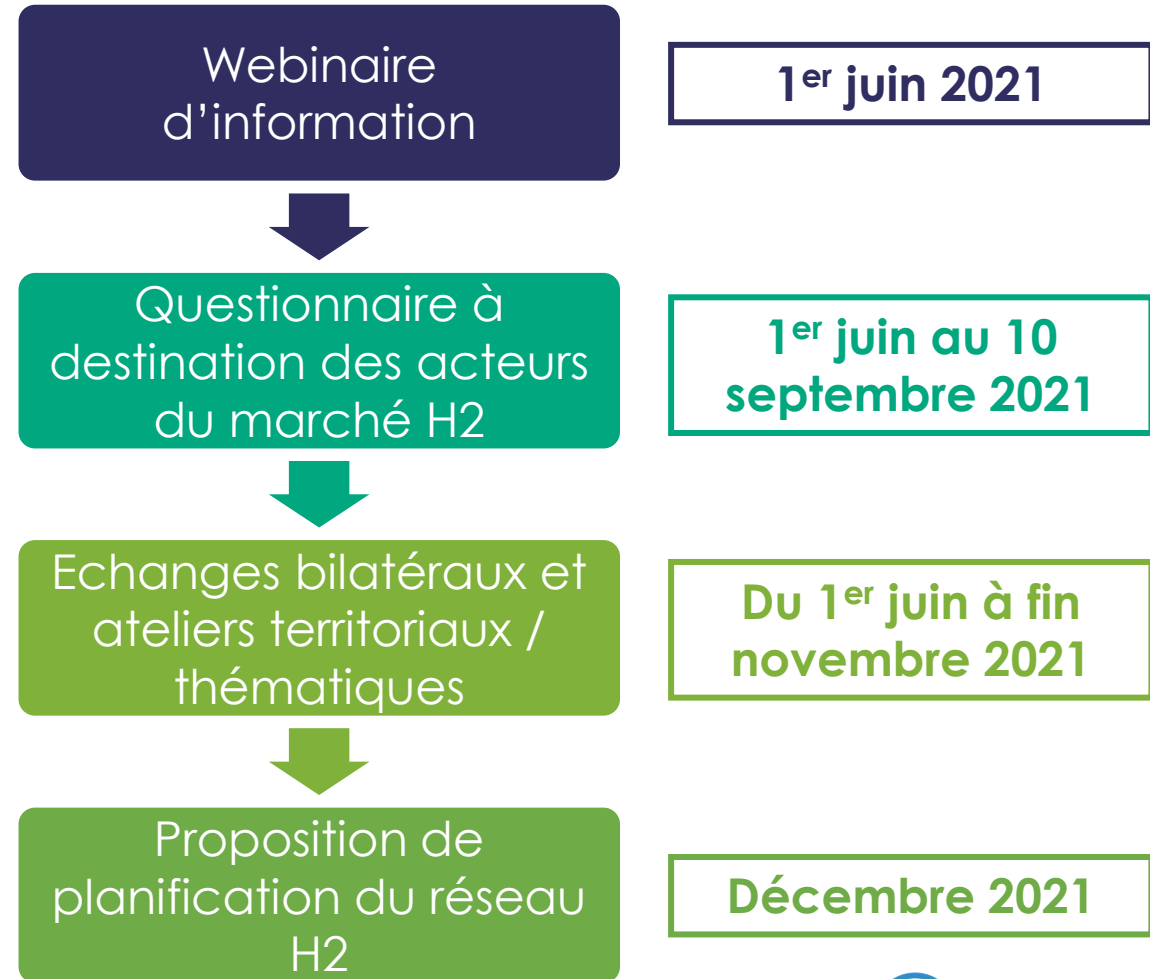 Webinaire
d’information
1er juin 2021
Questionnaire à
destination des acteurs
du marché H2
1er juin au 10
septembre 2021
Echanges bilatéraux et
ateliers territoriaux /
thématiques
Du 1er juin à fin
novembre 2021
Proposition de
planification du réseau
H2
Décembre 2021